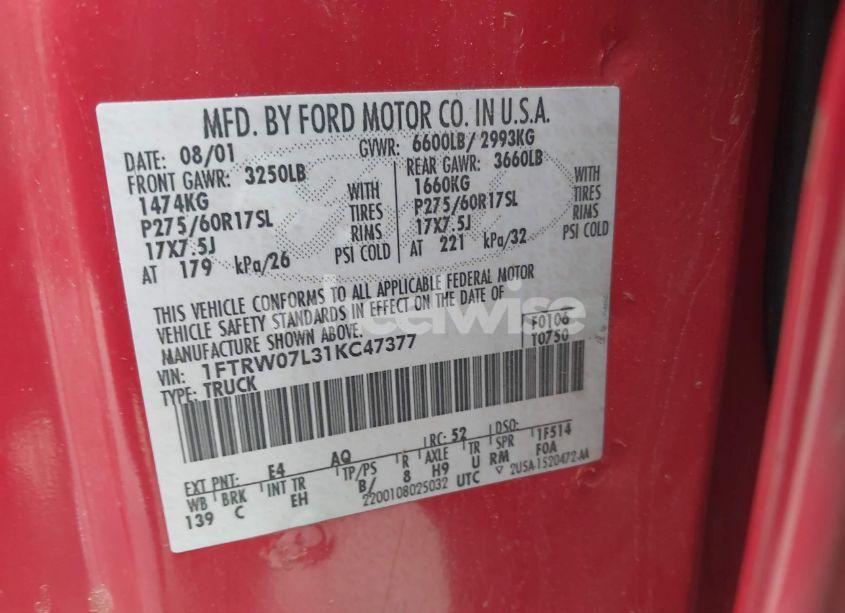 MFD. BY FORD MOTOR CO. IN U.S.A.
DATE: 08/01 GVWR: 6600LB/ 2993KG
FRONT GAWR: 3250LB REAR GAWR: 3660LB
1474KG WITH 1660KG WITH
P275/60R17SL TIRES P275/60R17SL TIRES
17X7.5J RIMS 17X7.5J RIMS
AT 179 kPa/26 PSI COLD AT 221 kPa/32 PSI COLD
THIS VEHICLE CONFORMS TO ALL APPLICABLE FEDERAL MOTOR
VEHICLE SAFETY STANDARDS IN EFFECT ON THE DATE OF
MANUFACTURE SHOWN ABOVE.
F0106
VIN: 1FTRW07L31KC47377
T0750
TYPE: TRUCK
EXT PNT: E4 AQ RC: 52 DSO: 1F514
WB BRK INT TR TP/PS R AXLE TR SPR F0A
139 C EH B/ 8 H9 U RM
2200108025032 UTC ▽ 2USA-1520472-AA